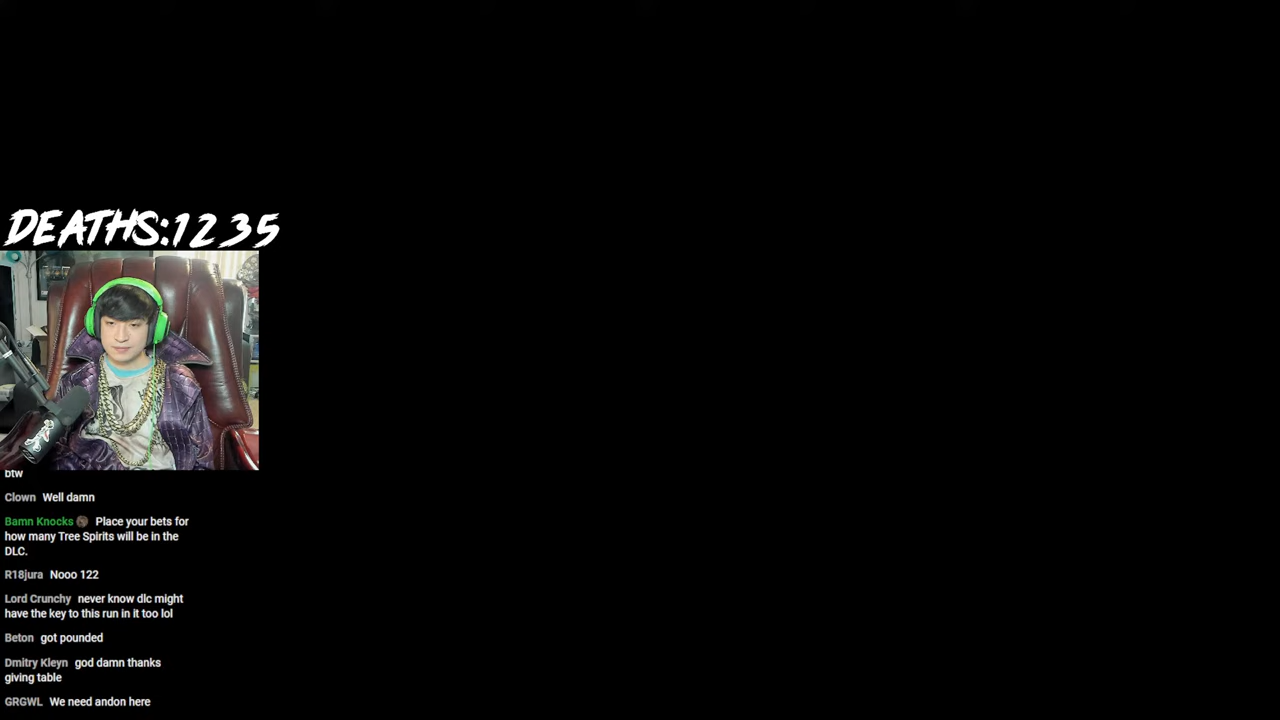 DEATHS:1235
btw
Clown Well damn
Bamn Knocks Place your bets for
how many Tree Spirits will be in the
DLC.
R18jura Nooo 122
Lord Crunchy never know dlc might
have the key to this run in it too lol
Beton got pounded
Dmitry Kleyn god damn thanks
giving table
GRGWL We need andon here